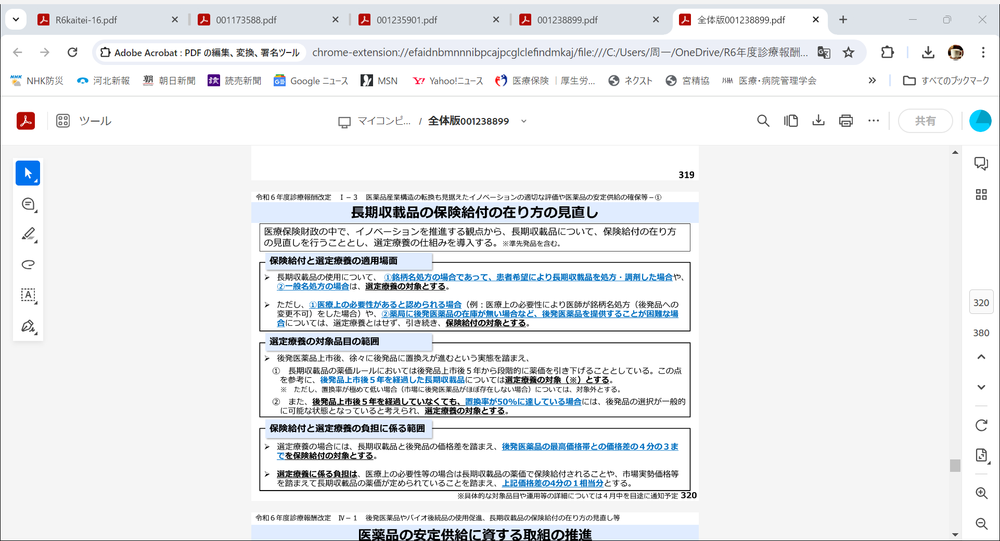 R6kaitei-16.pdf
001173588.pdf
001235901.pdf
001238899.pdf
全体版001238899.pdf
Adobe Acrobat : PDF の編集、変換、署名ツール
chrome-extension://efaidnbmnnnibpcajpcglclefindmkaj/file:///C:/Users/周一/OneDrive/R6年度診療報酬...
NHK防災
河北新報
朝日新聞
読売新聞
Google ニュース
MSN
Yahoo!ニュース
医療保険 | 厚生労...
ネクスト
宮精協
医療・病院管理学会
すべてのブックマーク
ツール
マイコンピ... / 全体版001238899
共有
319
令和６年度診療報酬改定　Ⅰ－３　医薬品産業構造の転換も見据えたイノベーションの適切な評価や医薬品の安定供給の確保等－①
長期収載品の保険給付の在り方の見直し
医療保険財政の中で、イノベーションを推進する観点から、長期収載品について、保険給付の在り方
の見直しを行うこととし、選定療養の仕組みを導入する。※準先発品を含む。
保険給付と選定療養の適用場面
➢ 長期収載品の使用について、①銘柄名処方の場合であって、患者希望により長期収載品を処方・調剤した場合や、
②一般名処方の場合は、選定療養の対象とする。
➢ ただし、①医療上の必要性があると認められる場合（例：医療上の必要性により医師が銘柄名処方（後発品への
変更不可）をした場合）や、②薬局に後発医薬品の在庫が無い場合など、後発医薬品を提供することが困難な場
合については、選定療養とはせず、引き続き、保険給付の対象とする。
選定療養の対象品目の範囲
➢ 後発医薬品上市後、徐々に後発品に置換えが進むという実態を踏まえ、
①　長期収載品の薬価ルールにおいては後発品上市後５年から段階的に薬価を引き下げることとしている。この点
を参考に、後発品上市後５年を経過した長期収載品については選定療養の対象（※）とする。
※　ただし、置換率が極めて低い場合（市場に後発医薬品がほぼ存在しない場合）については、対象外とする。
②　また、後発品上市後５年を経過していなくても、置換率が50%に達している場合には、後発品の選択が一般的
に可能な状態となっていると考えられ、選定療養の対象とする。
保険給付と選定療養の負担に係る範囲
➢ 選定療養の場合には、長期収載品と後発品の価格差を踏まえ、後発医薬品の最高価格帯との価格差の４分の３ま
でを保険給付の対象とする。
➢ 選定療養に係る負担は、医療上の必要性等の場合は長期収載品の薬価で保険給付されることや、市場実勢価格等
を踏まえて長期収載品の薬価が定められていることを踏まえ、上記価格差の4分の１相当分とする。
※具体的な対象品目や運用等の詳細については４月中を目途に通知予定 320
令和６年度診療報酬改定　Ⅳ－１　後発医薬品やバイオ後続品の使用促進、長期収載品の保険給付の在り方の見直し等
医薬品の安定供給に資する取組の推進
320
380